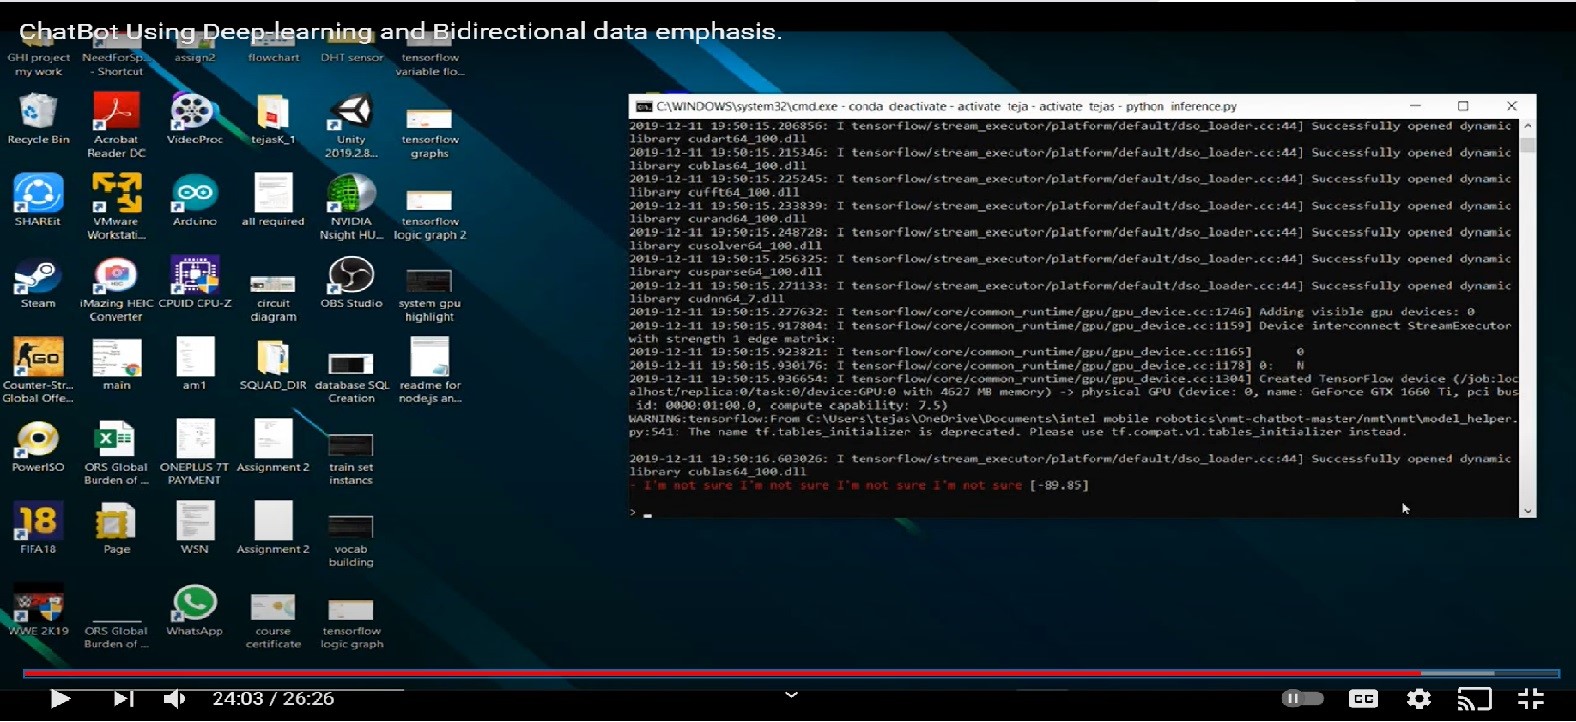 ChatBot Using Deep-learning and Bidirectional data emphasis.
GHI project
my work
NeedForSp...
- Shortcut
assign2
flowchart
DHT sensor
tensorflow
variable flo...
Recycle Bin
Acrobat
Reader DC
VideoProc
tejasK_1
Unity
2019.2.8...
tensorflow
graphs
SHAREit
VMware
Workstati...
Arduino
all required
NVIDIA
Nsight HU...
tensorflow
logic graph 2
Steam
iMazing HEIC
Converter
CPUID CPU-Z
circuit
diagram
OBS Studio
system gpu
highlight
Counter-Str...
Global Offe...
main
am1
SQUAD_DIR
database SQL
Creation
readme for
node.js an...
PowerISO
ORS Global
Burden of ...
ONEPLUS 7T
PAYMENT
Assignment 2
train set
instancs
FIFA 18
Page
WSN
Assignment 2
vocab
building
WWE 2K19
ORS Global
Burden of ...
WhatsApp
course
certificate
tensorflow
logic graph
C:\WINDOWS\system32\cmd.exe - conda deactivate - activate teja - activate tejas - python inference.py
2019-12-11 19:50:15.206856: I tensorflow/stream_executor/platform/default/dso_loader.cc:44] Successfully opened dynamic
library cudart64_100.dll
2019-12-11 19:50:15.215346: I tensorflow/stream_executor/platform/default/dso_loader.cc:44] Successfully opened dynamic
library cublas64_100.dll
2019-12-11 19:50:15.225245: I tensorflow/stream_executor/platform/default/dso_loader.cc:44] Successfully opened dynamic
library cufft64_100.dll
2019-12-11 19:50:15.233839: I tensorflow/stream_executor/platform/default/dso_loader.cc:44] Successfully opened dynamic
library curand64_100.dll
2019-12-11 19:50:15.248728: I tensorflow/stream_executor/platform/default/dso_loader.cc:44] Successfully opened dynamic
library cusolver64_100.dll
2019-12-11 19:50:15.256325: I tensorflow/stream_executor/platform/default/dso_loader.cc:44] Successfully opened dynamic
library cusparse64_100.dll
2019-12-11 19:50:15.271133: I tensorflow/stream_executor/platform/default/dso_loader.cc:44] Successfully opened dynamic
library cudnn64_7.dll
2019-12-11 19:50:15.277632: I tensorflow/core/common_runtime/gpu/gpu_device.cc:1746] Adding visible gpu devices: 0
2019-12-11 19:50:15.917804: I tensorflow/core/common_runtime/gpu/gpu_device.cc:1159] Device interconnect StreamExecutor
with strength 1 edge matrix:
2019-12-11 19:50:15.923821: I tensorflow/core/common_runtime/gpu/gpu_device.cc:1165] 0
2019-12-11 19:50:15.930176: I tensorflow/core/common_runtime/gpu/gpu_device.cc:1178] 0: N
2019-12-11 19:50:15.936654: I tensorflow/core/common_runtime/gpu/gpu_device.cc:1304] Created TensorFlow device (/job:loc
alhost/replica:0/task:0/device:GPU:0 with 4627 MB memory) -> physical GPU (device: 0, name: GeForce GTX 1660 Ti, pci bus
id: 0000:01:00.0, compute capability: 7.5)
WARNING:tensorflow:From C:\Users\tejas\OneDrive\Documents\intel mobile robotics\nmt-chatbot-master/nmt\nmt\model_helper.
py:541: The name tf.tables_initializer is deprecated. Please use tf.compat.v1.tables_initializer instead.
2019-12-11 19:50:16.603026: I tensorflow/stream_executor/platform/default/dso_loader.cc:44] Successfully opened dynamic
library cublas64_100.dll
- I'm not sure I'm not sure I'm not sure I'm not sure [-89.85]
> _
24:03 / 26:26
CC